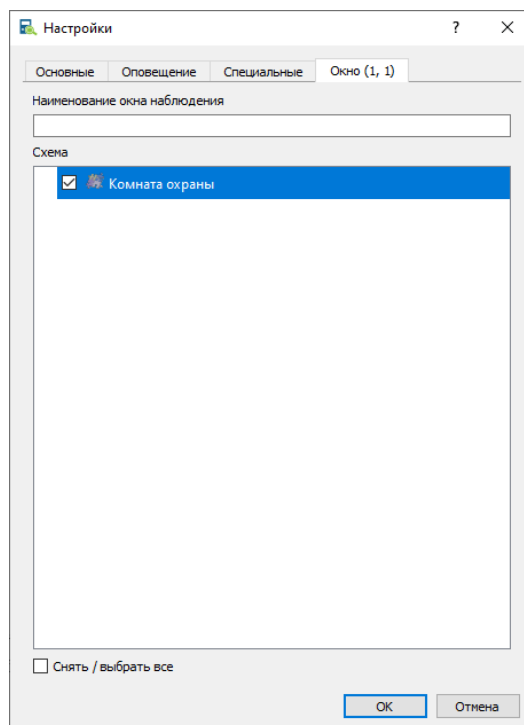 Настройки
Основные Оповещение Специальные Окно (1, 1)
Наименование окна наблюдения
Схема
Комната охраны
Снять / выбрать все
OK Отмена